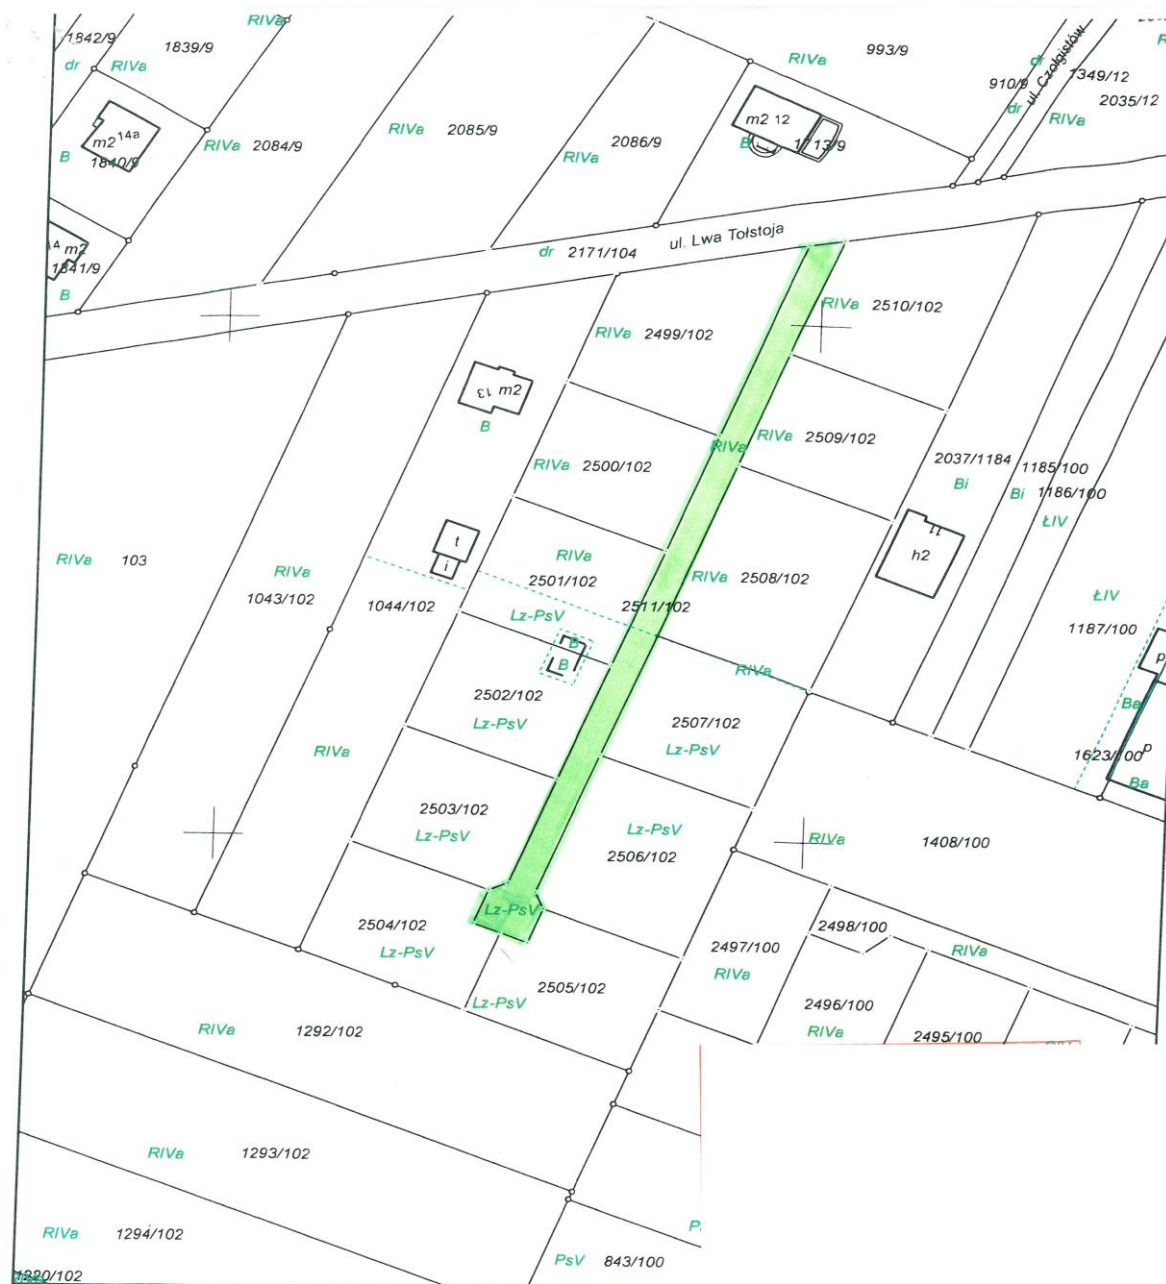 RIVa
1842/9
1839/9
dr
RIVa
993/9
RIVa
dr
ul. Czołgistów
910/9
1349/12
dr
2035/12
RIVa
m2 14a
B
1840/9
RIVa 2084/9
RIVa 2085/9
RIVa 2086/9
m2 12
B
1713/9
m2
1841/9
B
dr 2171/104
ul. Lwa Tołstoja
RIVa 2499/102
RIVa 2510/102
13 m2
B
RIVa 2500/102
RIVa
RIVa 2509/102
2037/1184
Bi
1185/100
Bi 1186/100
ŁIV
11
h2
RIVa 103
t
i
RIVa
1043/102
1044/102
RIVa
2501/102
Lz-PsV
RIVa 2508/102
2511/102
ŁIV
1187/100
p
B
B
RIVa
2502/102
Lz-PsV
2507/102
Lz-PsV
Ba
RIVa
1623/100
p
Ba
2503/102
Lz-PsV
Lz-PsV
2506/102
RIVa
1408/100
Lz-PsV
2504/102
Lz-PsV
2498/100
2497/100
RIVa
RIVa
Lz-PsV
2505/102
2496/100
RIVa
2495/100
RIVa 1292/102
RIVa 1293/102
RIVa 1294/102
PsV 843/100
1220/102